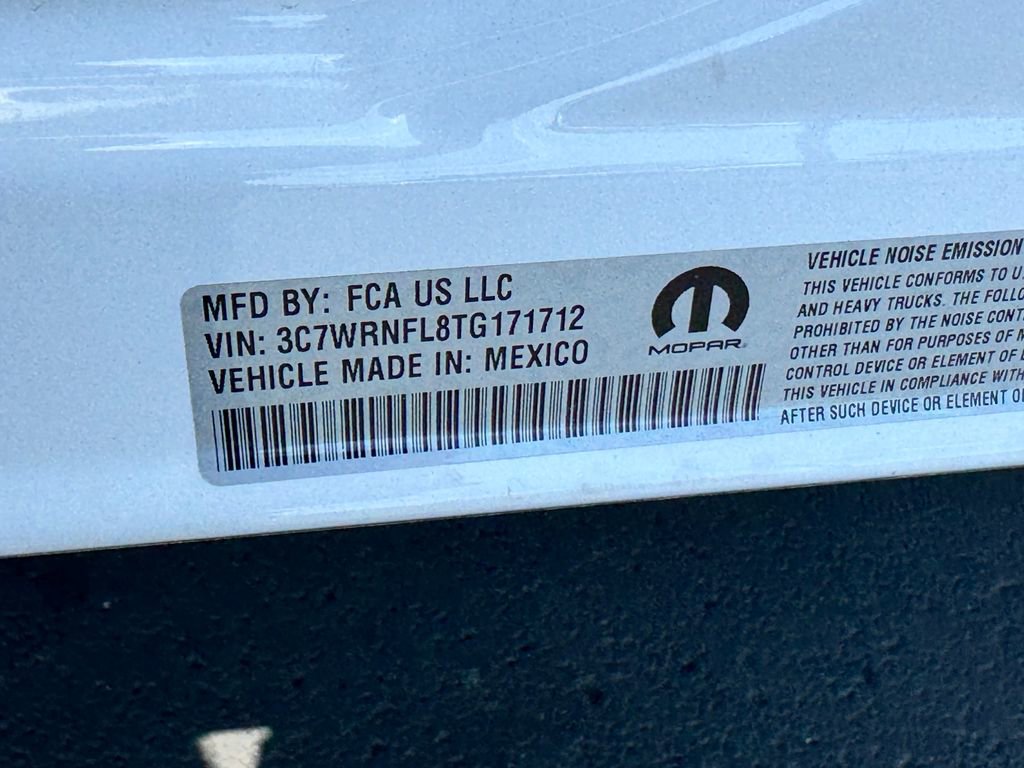 MFD BY: FCA US LLC
VIN: 3C7WRNFL8TG171712
VEHICLE MADE IN: MEXICO
MOPAR
VEHICLE NOISE EMISSION
THIS VEHICLE CONFORMS TO U
AND HEAVY TRUCKS. THE FOLLO
PROHIBITED BY THE NOISE CONT
OTHER THAN FOR PURPOSES OF M
CONTROL DEVICE OR ELEMENT OF
THIS VEHICLE IN COMPLIANCE WITH
AFTER SUCH DEVICE OR ELEMENT O